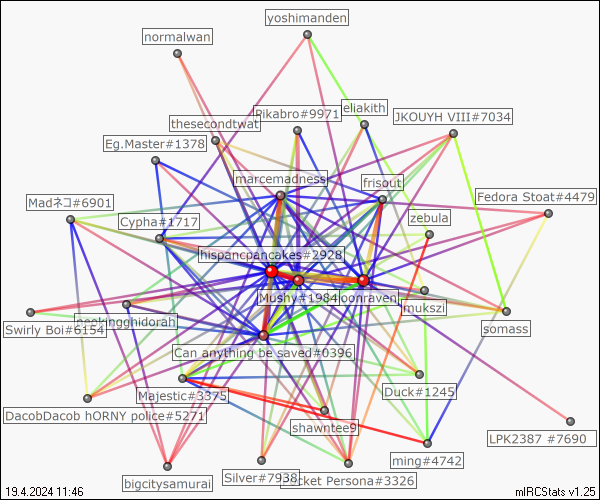 yoshimanden
normalwan
Pikabro#9971
eliakith
JKOUYH VIII#7034
thesecondtwat
Eg.Master#1378
marcemadness
frisout
Fedora Stoat#4479
Madネコ#6901
Cypha#1717
zebula
hispancpancakes#2928
Mushy#1984
oonraven
mukszi
Swirly Boi#6154
somass
Can anything be saved#0396
Majestic#3375
Duck#1245
DacobDacob hORNY police#5271
shawntee9
LPK2387 #7690
ming#4742
bigcitysamurai
Silver#7938
cket Persona#3326
19.4.2024 11:46
mIRCStats v1.25